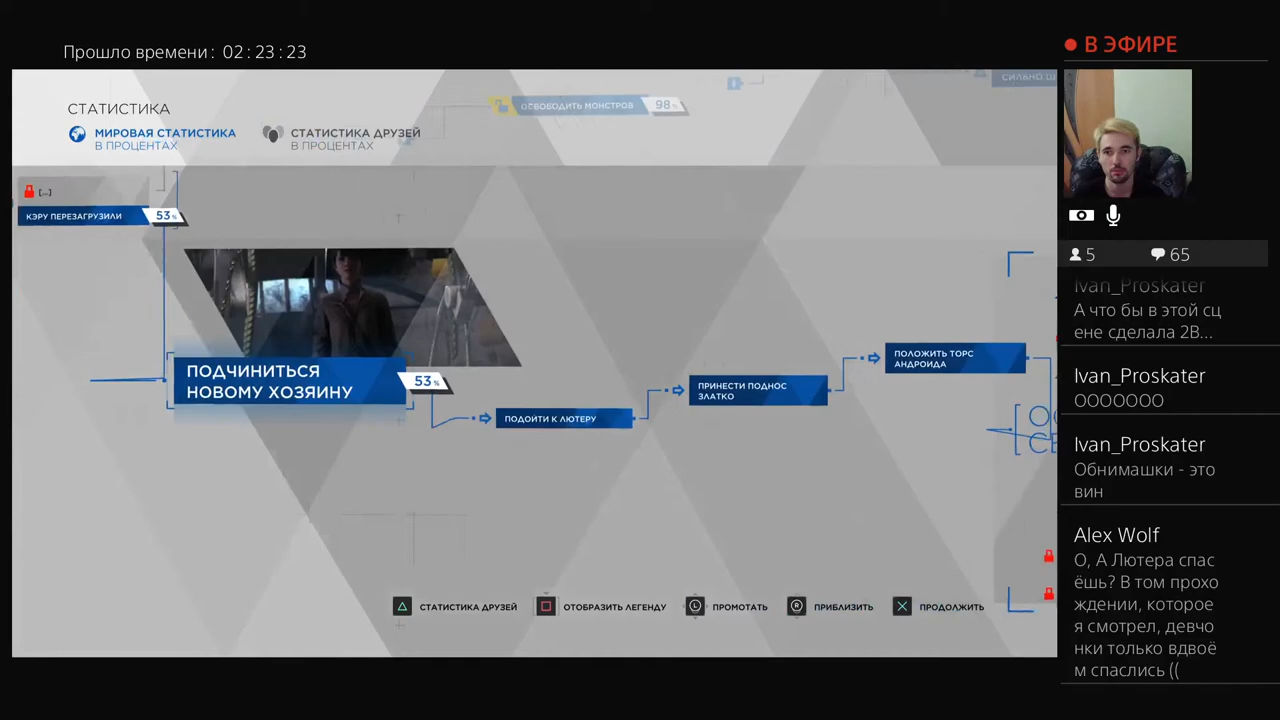 Прошло времени: 02:23:23
В ЭФИРЕ
СТАТИСТИКА
МИРОВАЯ СТАТИСТИКА
В ПРОЦЕНТАХ
СТАТИСТИКА ДРУЗЕЙ
В ПРОЦЕНТАХ
ОСВОБОДИТЬ МОНСТРОВ 98%
СИЛЬНО
[...]
КЭРУ ПЕРЕЗАГРУЗИЛИ 53%
ПОДЧИНИТЬСЯ
НОВОМУ ХОЗЯИНУ
53%
ПОДОЙТИ К ЛЮТЕРУ
ПРИНЕСТИ ПОДНОС
ЗЛАТКО
ПОЛОЖИТЬ ТОРС
АНДРОИДА
СТАТИСТИКА ДРУЗЕЙ
ОТОБРАЗИТЬ ЛЕГЕНДУ
L ПРОМОТАТЬ
R ПРИБЛИЗИТЬ
ПРОДОЛЖИТЬ
5 65
Ivan_Proskater
А что бы в этой сц
ене сделала 2В...
Ivan_Proskater
ООООООО
Ivan_Proskater
Обнимашки - это
вин
Alex Wolf
О, А Лютера спас
ёшь? В том прохо
ждении, которое
я смотрел, девчо
нки только вдвоё
м спаслись ((